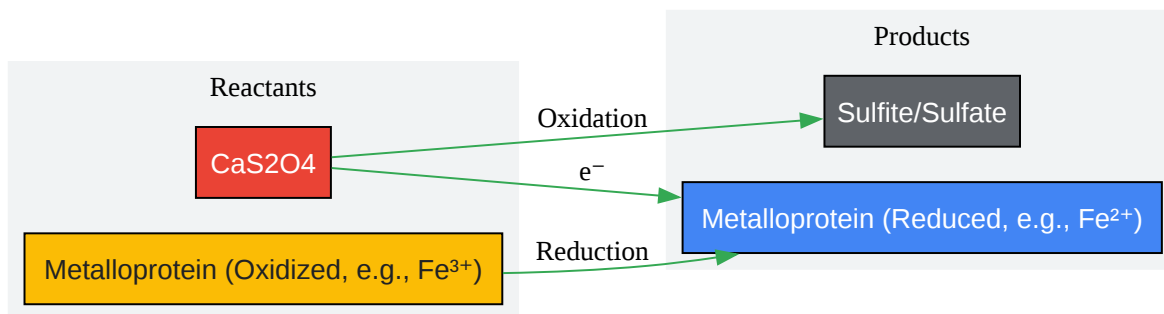 Reactants
CaS2O4
Metalloprotein (Oxidized, e.g., Fe³⁺)
Oxidation
e⁻
Reduction
Products
Sulfite/Sulfate
Metalloprotein (Reduced, e.g., Fe²⁺)